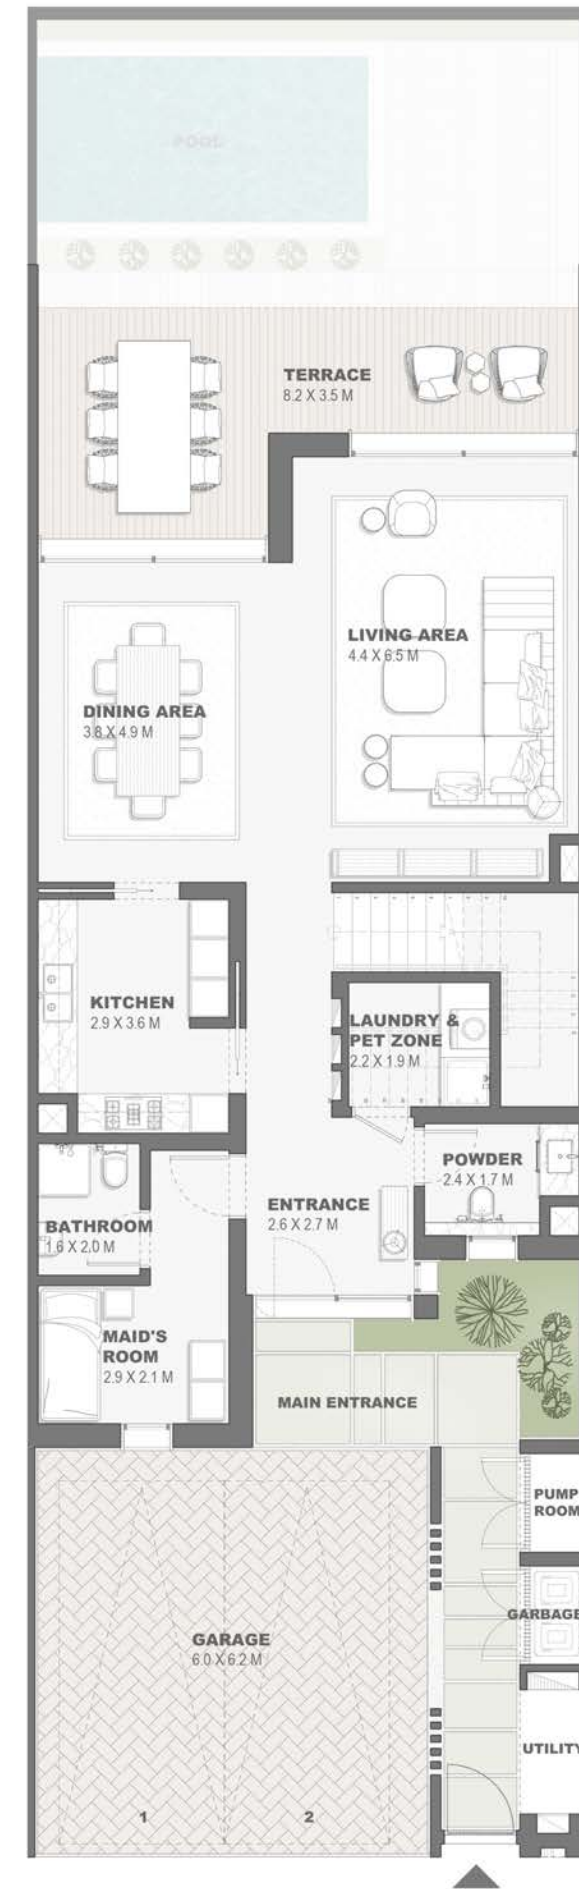 POOL
TERRACE
8.2 X 3.5 M
LIVING AREA
4.4 X 6.5 M
DINING AREA
3.8 X 4.9 M
KITCHEN
2.9 X 3.6 M
LAUNDRY &
PET ZONE
2.2 X 1.9 M
POWDER
2.4 X 1.7 M
ENTRANCE
2.6 X 2.7 M
BATHROOM
1.6 X 2.0 M
MAID'S
ROOM
2.9 X 2.1 M
MAIN ENTRANCE
PUMP
ROOM
GARBAGE
GARAGE
6.0 X 6.2 M
UTILITY
1
2